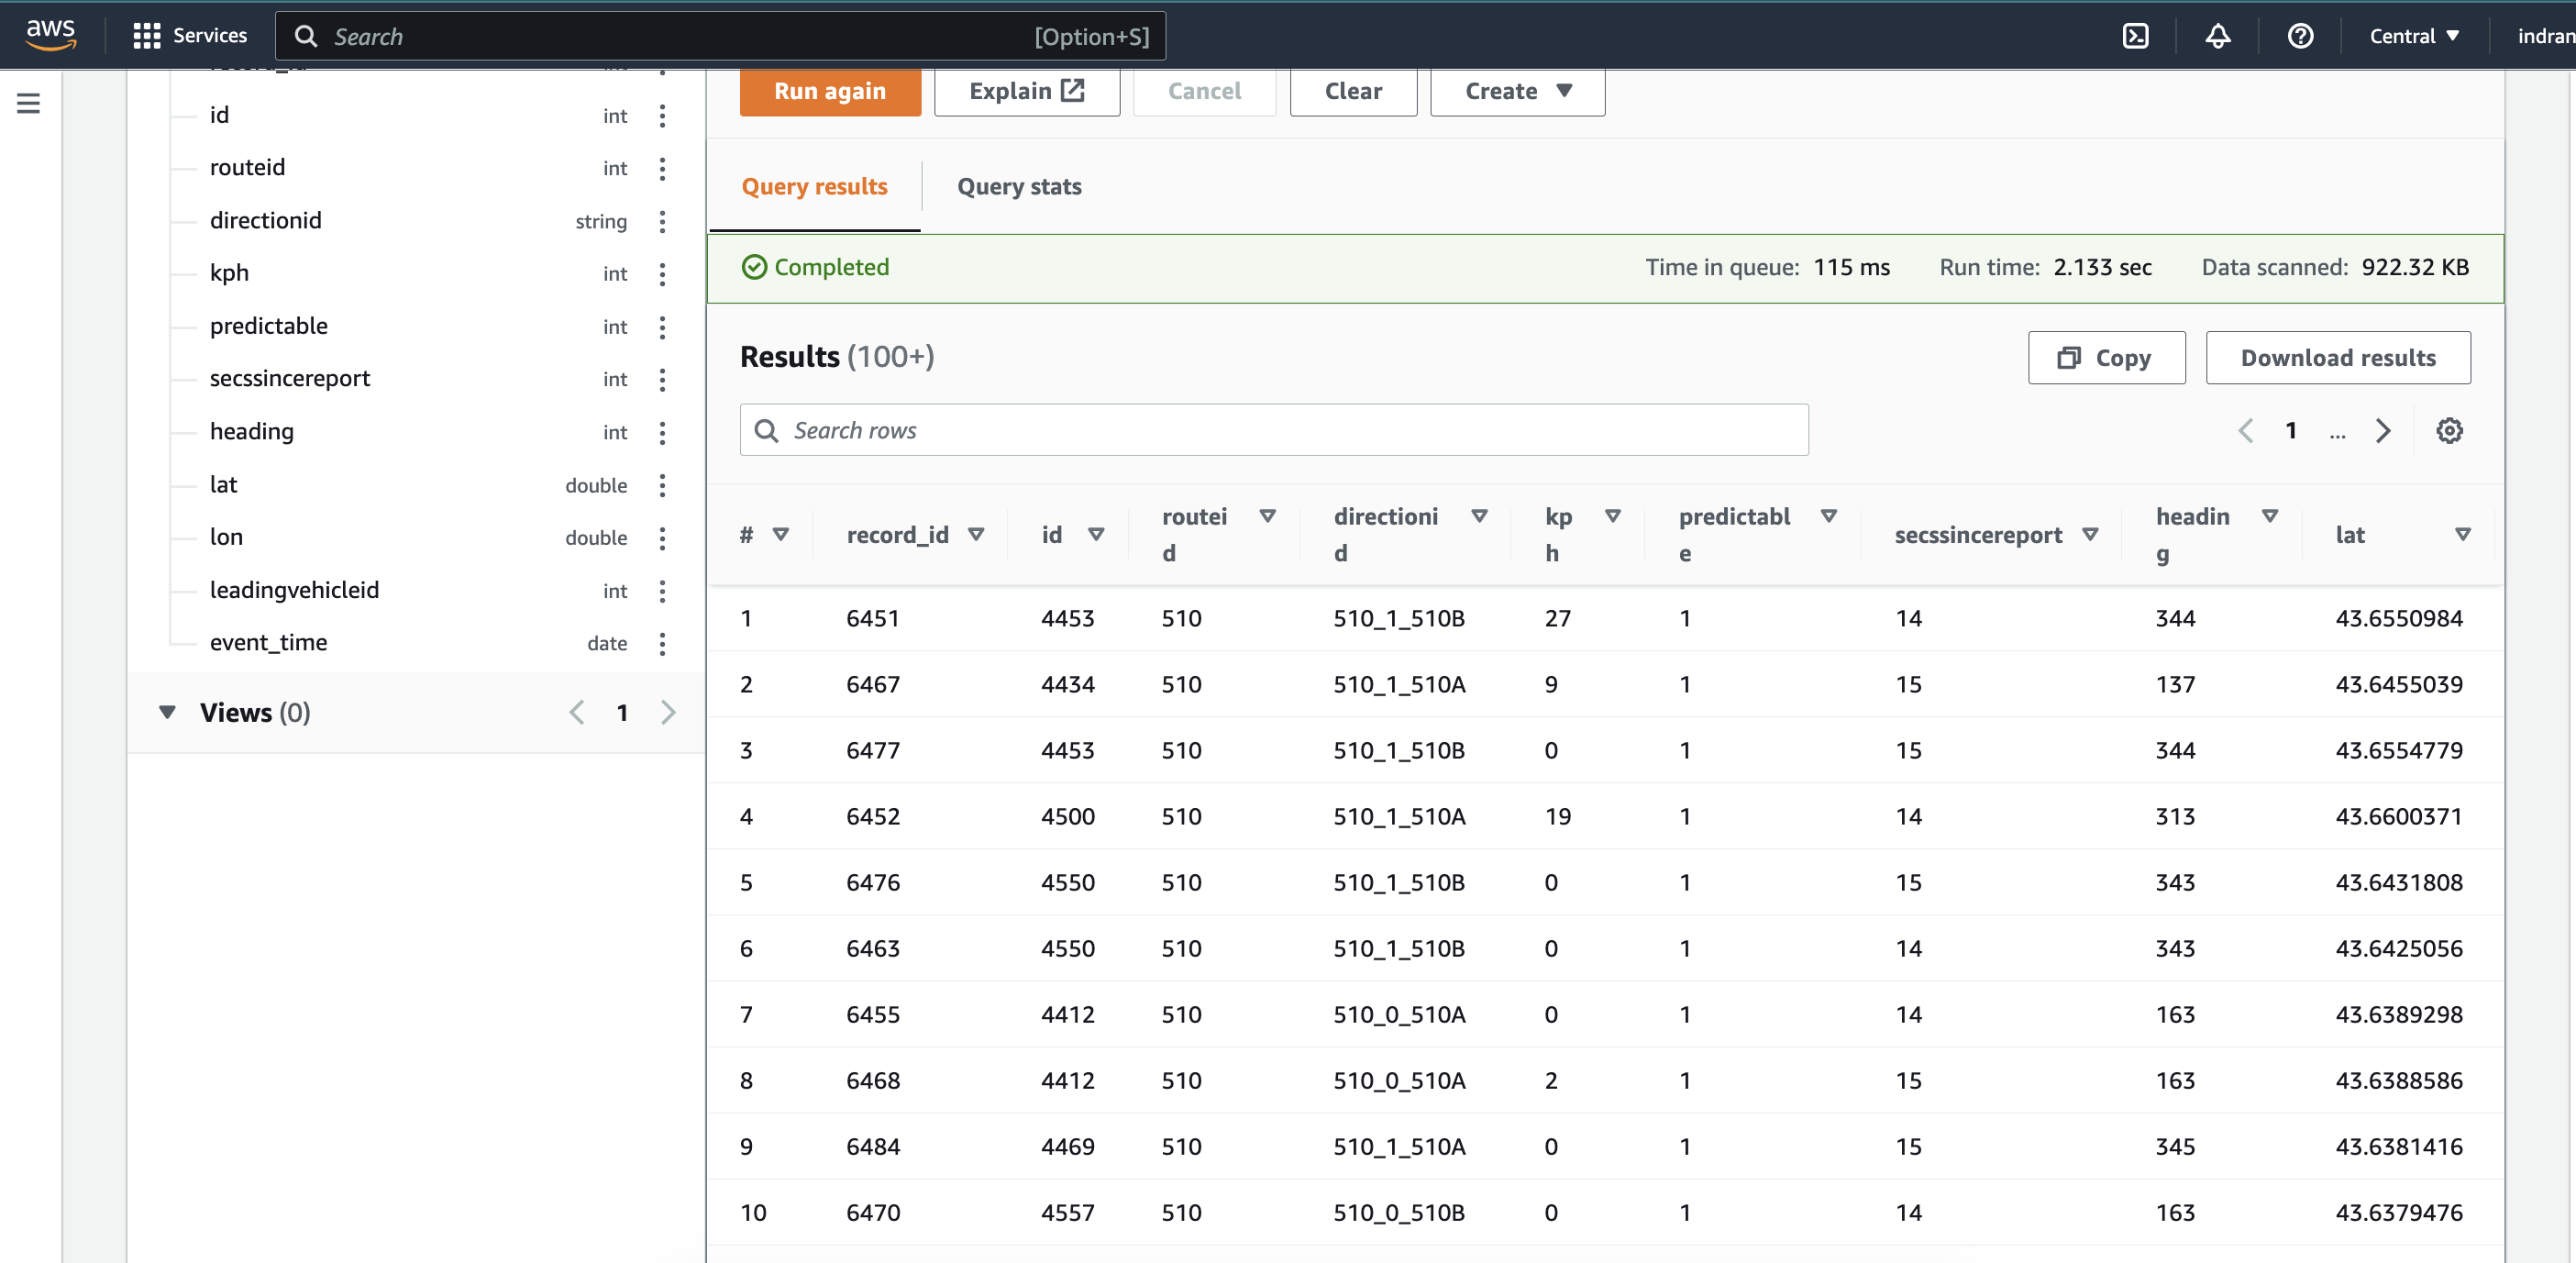 aws Services Search [Option+S] Central indran
id int
routeid int
directionid string
kph int
predictable int
secssincereport int
heading int
lat double
lon double
leadingvehicleid int
event_time date
Views (0) 1
Run again Explain Cancel Clear Create
Query results Query stats
Completed Time in queue: 115 ms Run time: 2.133 sec Data scanned: 922.32 KB
Results (100+) Copy Download results
Search rows 1 ...
# record_id id routeid directionid kph predictable secssincereport heading lat
1 6451 4453 510 510_1_510B 27 1 14 344 43.6550984
2 6467 4434 510 510_1_510A 9 1 15 137 43.6455039
3 6477 4453 510 510_1_510B 0 1 15 344 43.6554779
4 6452 4500 510 510_1_510A 19 1 14 313 43.6600371
5 6476 4550 510 510_1_510B 0 1 15 343 43.6431808
6 6463 4550 510 510_1_510B 0 1 14 343 43.6425056
7 6455 4412 510 510_0_510A 0 1 14 163 43.6389298
8 6468 4412 510 510_0_510A 2 1 15 163 43.6388586
9 6484 4469 510 510_1_510A 0 1 15 345 43.6381416
10 6470 4557 510 510_0_510B 0 1 14 163 43.6379476